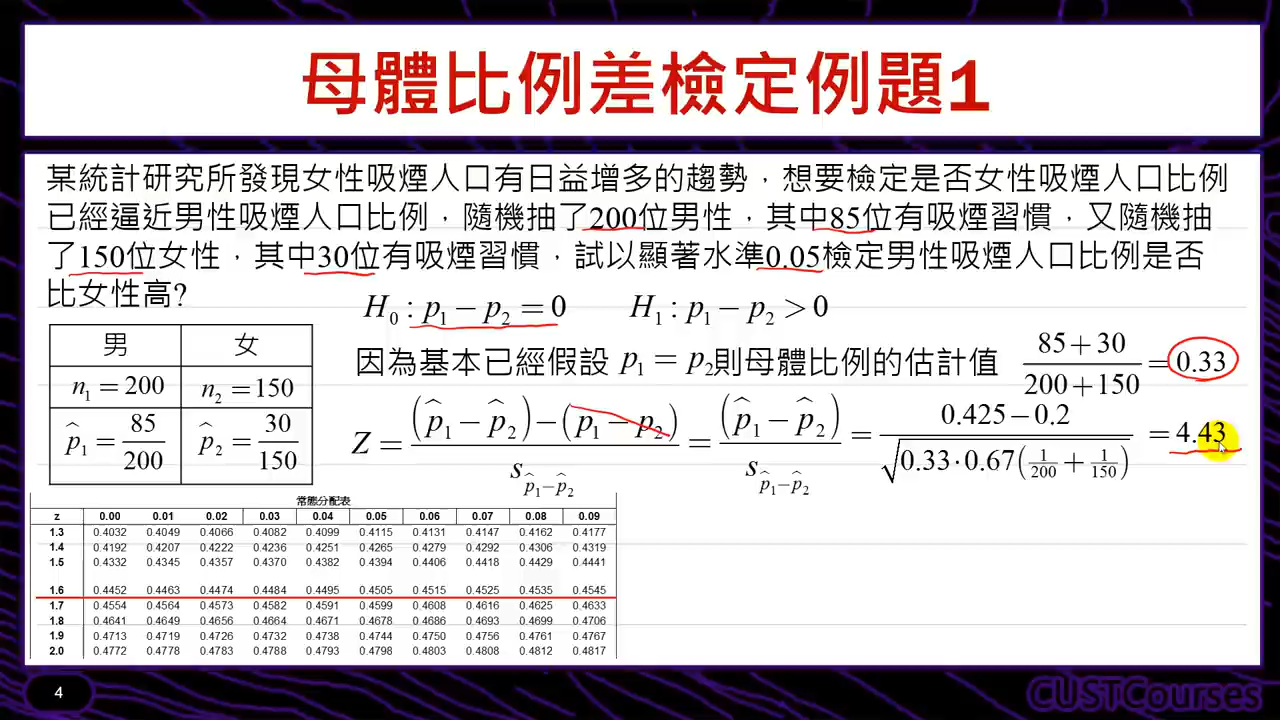 母體比例差檢定例題1
某統計研究所發現女性吸煙人口有日益增多的趨勢，想要檢定是否女性吸煙人口比例
已經逼近男性吸煙人口比例，隨機抽了200位男性，其中85位有吸煙習慣，又隨機抽
了150位女性，其中30位有吸煙習慣，試以顯著水準0.05檢定男性吸煙人口比例是否
比女性高?
H₀ : p₁ − p₂ = 0 H₁ : p₁ − p₂ > 0
男 女
n₁ = 200 n₂ = 150
p̂₁ = 85/200 p̂₂ = 30/150
因為基本已經假設 p₁ = p₂則母體比例的估計值 (85+30)/(200+150) = 0.33
Z = ((p̂₁ − p̂₂) − (p₁ − p₂))/s_{p̂₁−p̂₂} = (p̂₁ − p̂₂)/s_{p̂₁−p̂₂} = (0.425−0.2)/√(0.33·0.67(1/200 + 1/150)) = 4.43
常態分配表
z 0.00 0.01 0.02 0.03 0.04 0.05 0.06 0.07 0.08 0.09
1.3 0.4032 0.4049 0.4066 0.4082 0.4099 0.4115 0.4131 0.4147 0.4162 0.4177
1.4 0.4192 0.4207 0.4222 0.4236 0.4251 0.4265 0.4279 0.4292 0.4306 0.4319
1.5 0.4332 0.4345 0.4357 0.4370 0.4382 0.4394 0.4406 0.4418 0.4429 0.4441
1.6 0.4452 0.4463 0.4474 0.4484 0.4495 0.4505 0.4515 0.4525 0.4535 0.4545
1.7 0.4554 0.4564 0.4573 0.4582 0.4591 0.4599 0.4608 0.4616 0.4625 0.4633
1.8 0.4641 0.4649 0.4656 0.4664 0.4671 0.4678 0.4686 0.4693 0.4699 0.4706
1.9 0.4713 0.4719 0.4726 0.4732 0.4738 0.4744 0.4750 0.4756 0.4761 0.4767
2.0 0.4772 0.4778 0.4783 0.4788 0.4793 0.4798 0.4803 0.4808 0.4812 0.4817
4
CUSTCourses